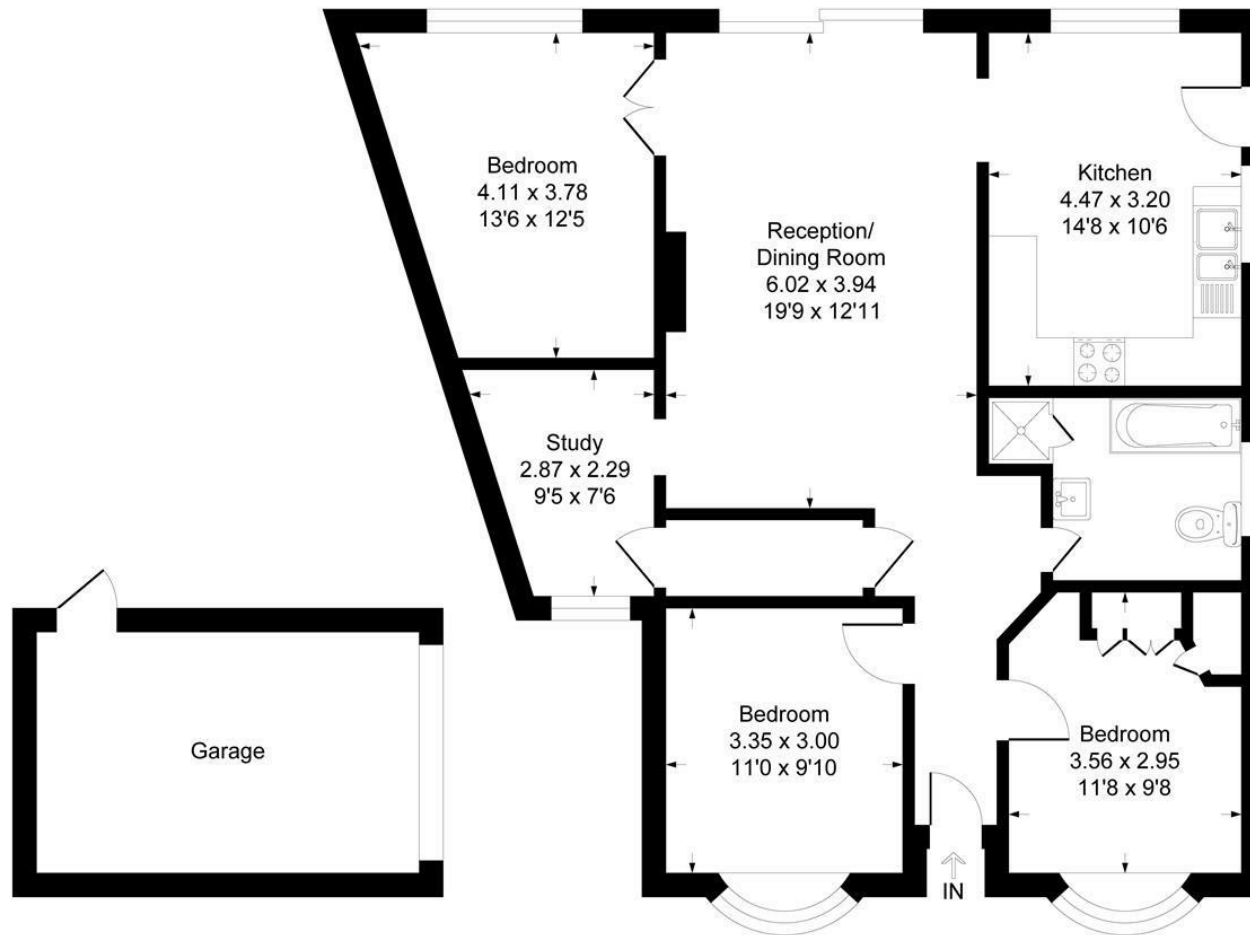 Bedroom
4.11 x 3.78
13'6 x 12'5
Reception/
Dining Room
6.02 x 3.94
19'9 x 12'11
Kitchen
4.47 x 3.20
14'8 x 10'6
Study
2.87 x 2.29
9'5 x 7'6
Garage
Bedroom
3.35 x 3.00
11'0 x 9'10
Bedroom
3.56 x 2.95
11'8 x 9'8
IN